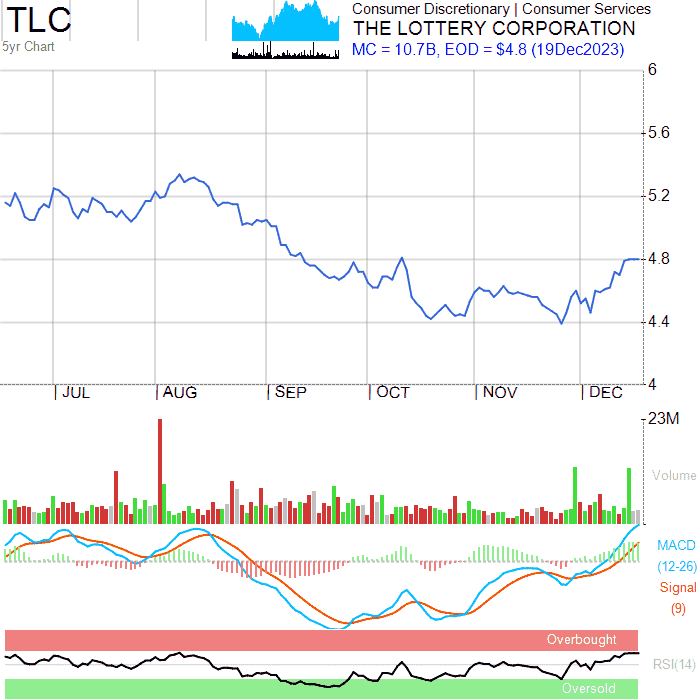 TLC
5yr Chart
Consumer Discretionary | Consumer Services
THE LOTTERY CORPORATION
MC = 10.7B, EOD = $4.8 (19Dec2023)
6
5.6
5.2
4.8
4.4
4
JUL AUG SEP OCT NOV DEC
23M
Volume
MACD
(12-26)
Signal
(9)
Overbought
RSI(14)
Oversold